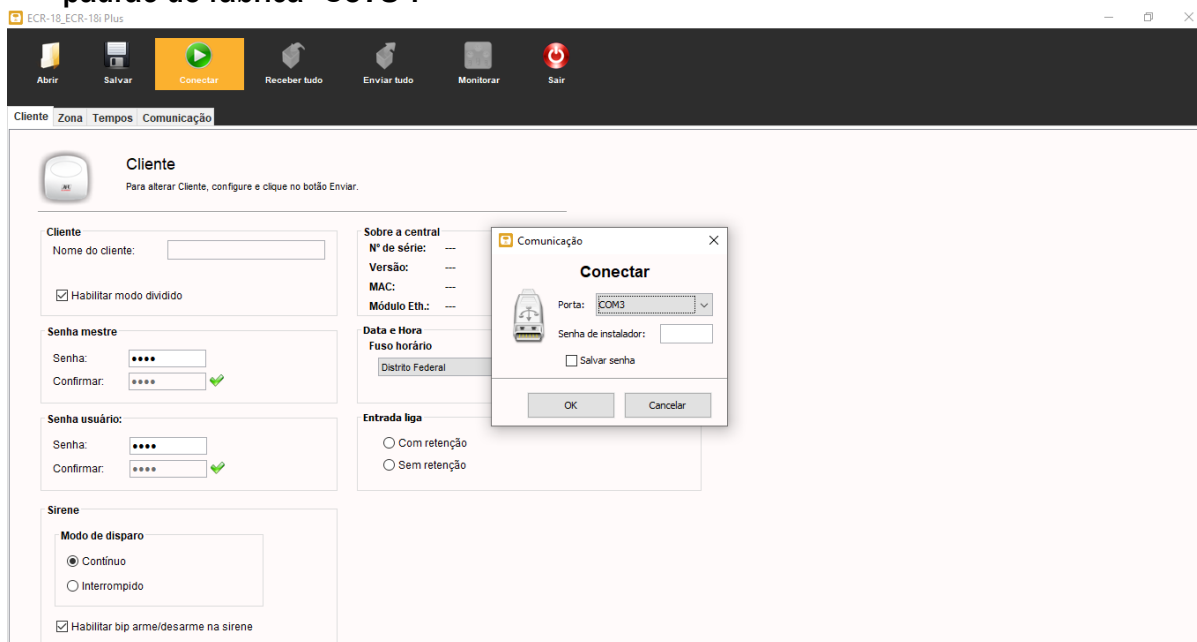 padrão de fábrica
ECR-18_ECR-18i Plus
Abrir Salvar Conectar Receber tudo Enviar tudo Monitorar Sair
Cliente Zona Tempos Comunicação
Cliente
Para alterar Cliente, configure e clique no botão Enviar.
Cliente
Nome do cliente:
Habilitar modo dividido
Senha mestre
Senha:
Confirmar:
Senha usuário:
Senha:
Confirmar:
Sirene
Modo de disparo
Contínuo
Interrompido
Habilitar bip arme/desarme na sirene
Sobre a central
Nº de série: ---
Versão: ---
MAC: ---
Módulo Eth.: ---
Data e Hora
Fuso horário
Distrito Federal
Entrada liga
Com retenção
Sem retenção
Comunicação
Conectar
Porta: COM3
Senha de instalador:
Salvar senha
OK Cancelar